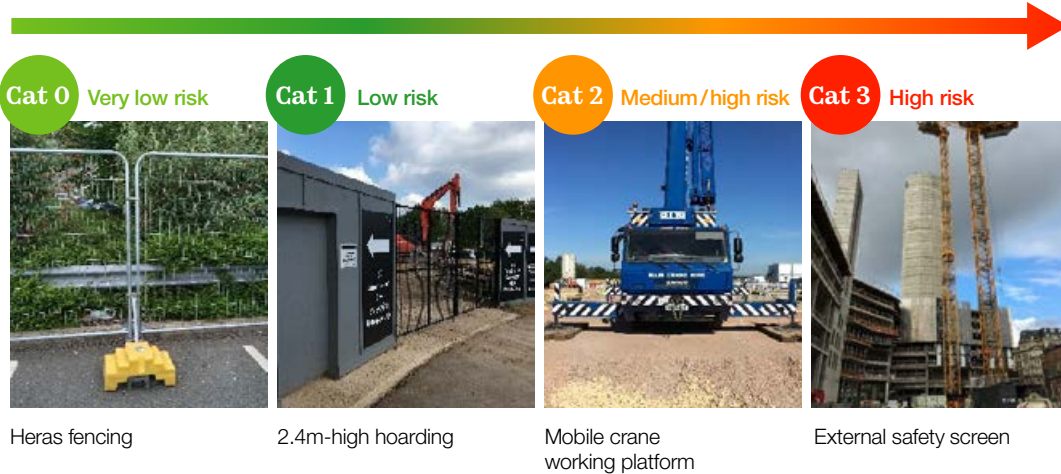 Cat 0 Very low risk
Cat 1 Low risk
Cat 2 Medium/high risk
Cat 3 High risk
Heras fencing
2.4m-high hoarding
Mobile crane
working platform
External safety screen